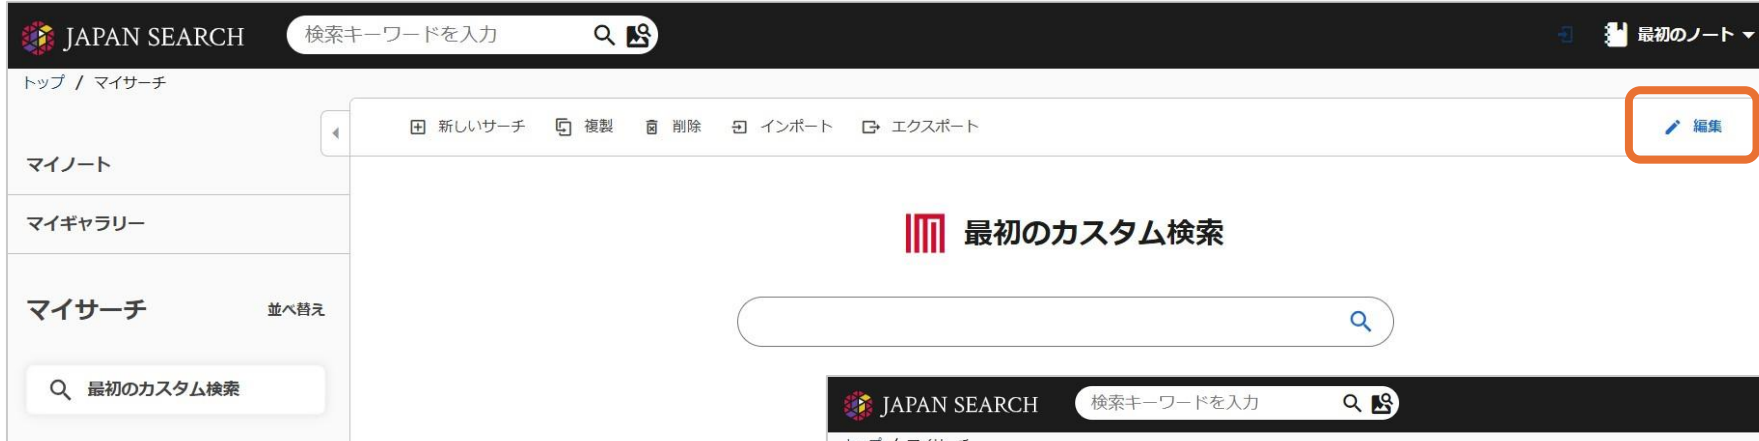 JAPAN SEARCH 検索キーワードを入力 最初のノート
トップ / マイサーチ
新しいサーチ 複製 削除 インポート エクスポート 編集
マイノート
マイギャラリー
最初のカスタム検索
マイサーチ 並べ替え
最初のカスタム検索
JAPAN SEARCH 検索キーワードを入力